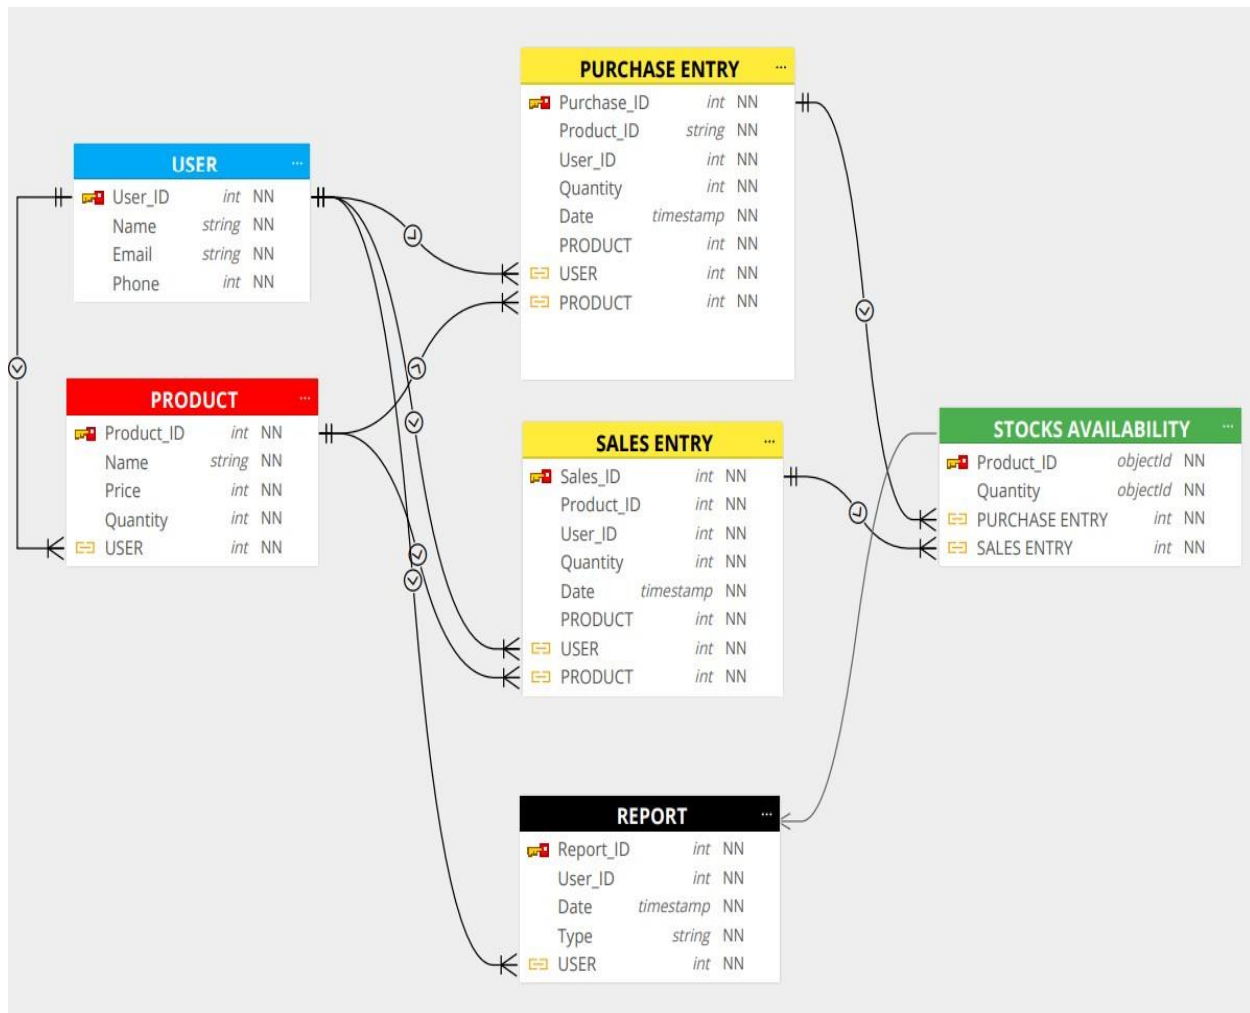 PURCHASE ENTRY ...
Purchase_ID int NN
Product_ID string NN
User_ID int NN
Quantity int NN
Date timestamp NN
PRODUCT int NN
USER int NN
PRODUCT int NN
USER ...
User_ID int NN
Name string NN
Email string NN
Phone int NN
PRODUCT ...
Product_ID int NN
Name string NN
Price int NN
Quantity int NN
USER int NN
SALES ENTRY ...
Sales_ID int NN
Product_ID int NN
User_ID int NN
Quantity int NN
Date timestamp NN
PRODUCT int NN
USER int NN
PRODUCT int NN
STOCKS AVAILABILITY ...
Product_ID objectId NN
Quantity objectId NN
PURCHASE ENTRY int NN
SALES ENTRY int NN
REPORT ...
Report_ID int NN
User_ID int NN
Date timestamp NN
Type string NN
USER int NN